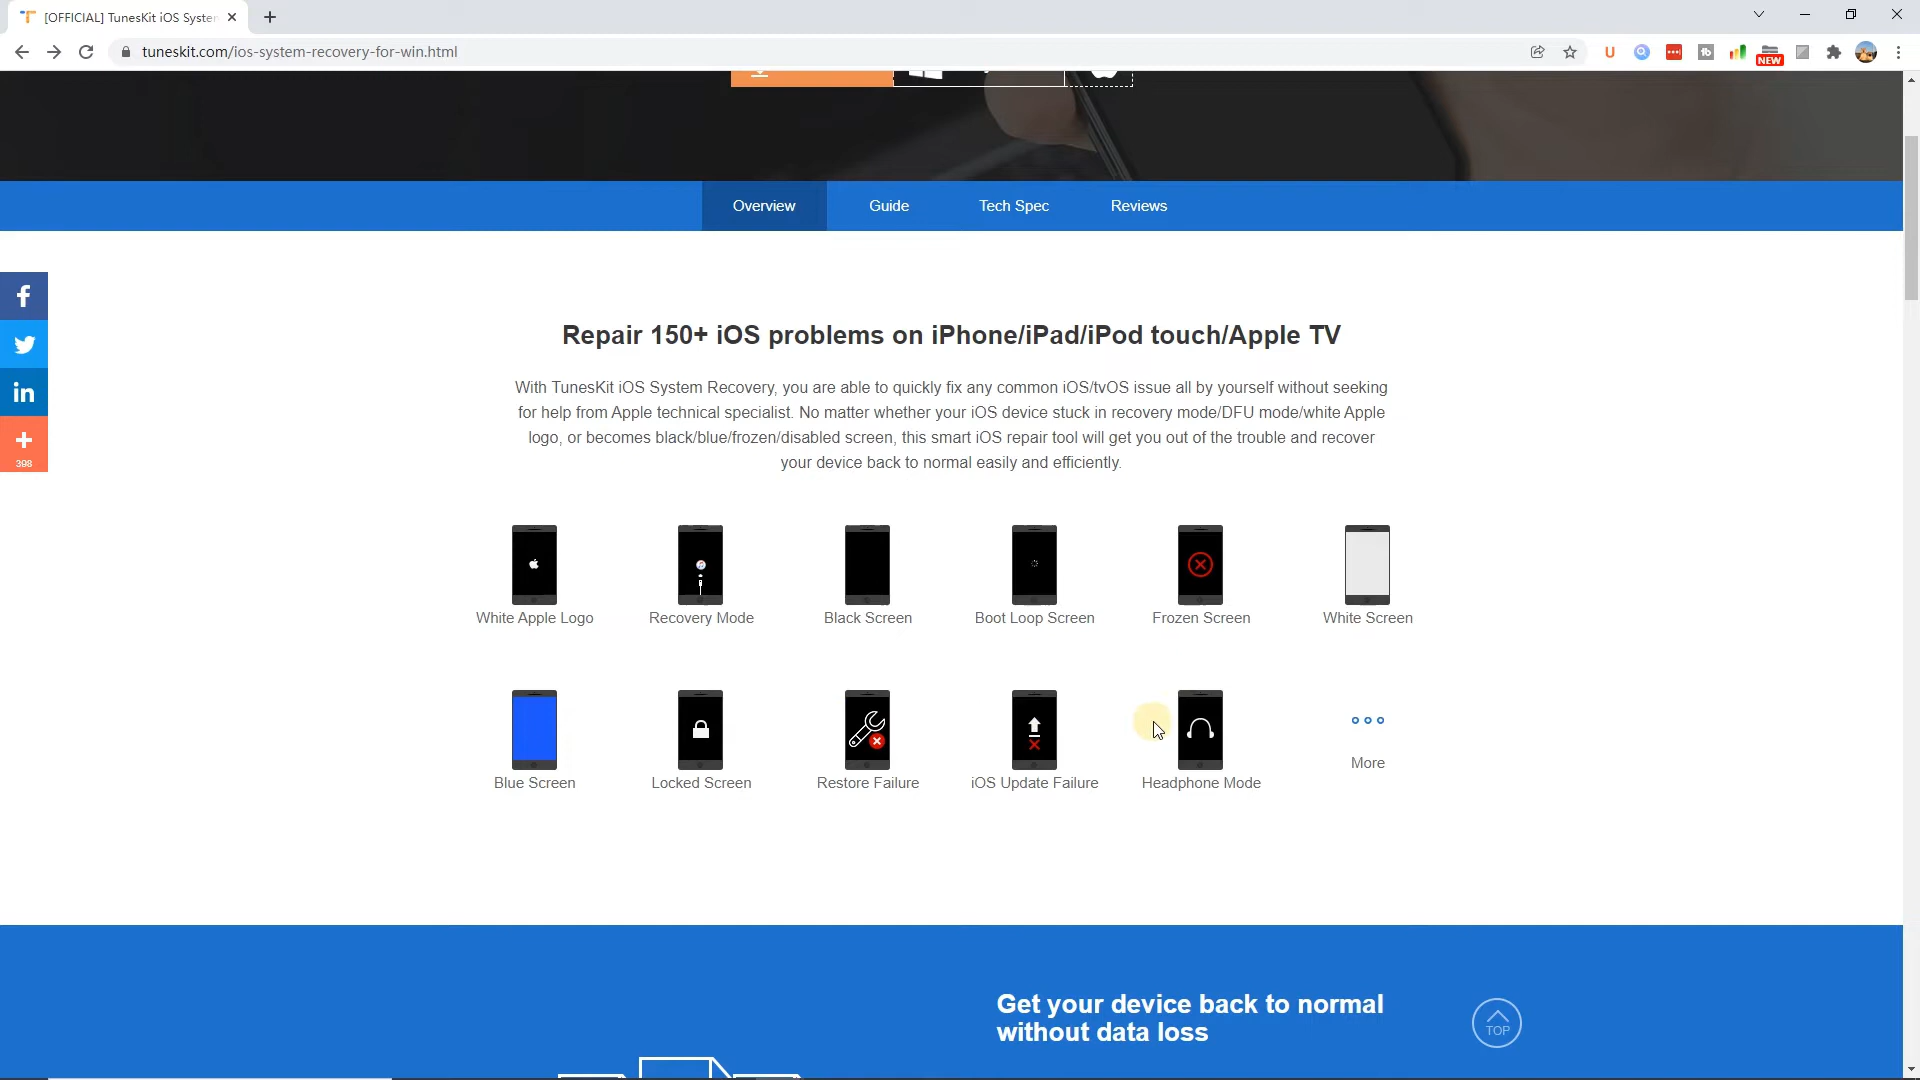 [OFFICIAL] TunesKit iOS System
tuneskit.com/ios-system-recovery-for-win.html
U
tb
NEW
Overview
Guide
Tech Spec
Reviews
398
Repair 150+ iOS problems on iPhone/iPad/iPod touch/Apple TV
With TunesKit iOS System Recovery, you are able to quickly fix any common iOS/tvOS issue all by yourself without seeking
for help from Apple technical specialist. No matter whether your iOS device stuck in recovery mode/DFU mode/white Apple
logo, or becomes black/blue/frozen/disabled screen, this smart iOS repair tool will get you out of the trouble and recover
your device back to normal easily and efficiently.
White Apple Logo
Recovery Mode
Black Screen
Boot Loop Screen
Frozen Screen
White Screen
Blue Screen
Locked Screen
Restore Failure
iOS Update Failure
Headphone Mode
More
Get your device back to normal
without data loss
TOP